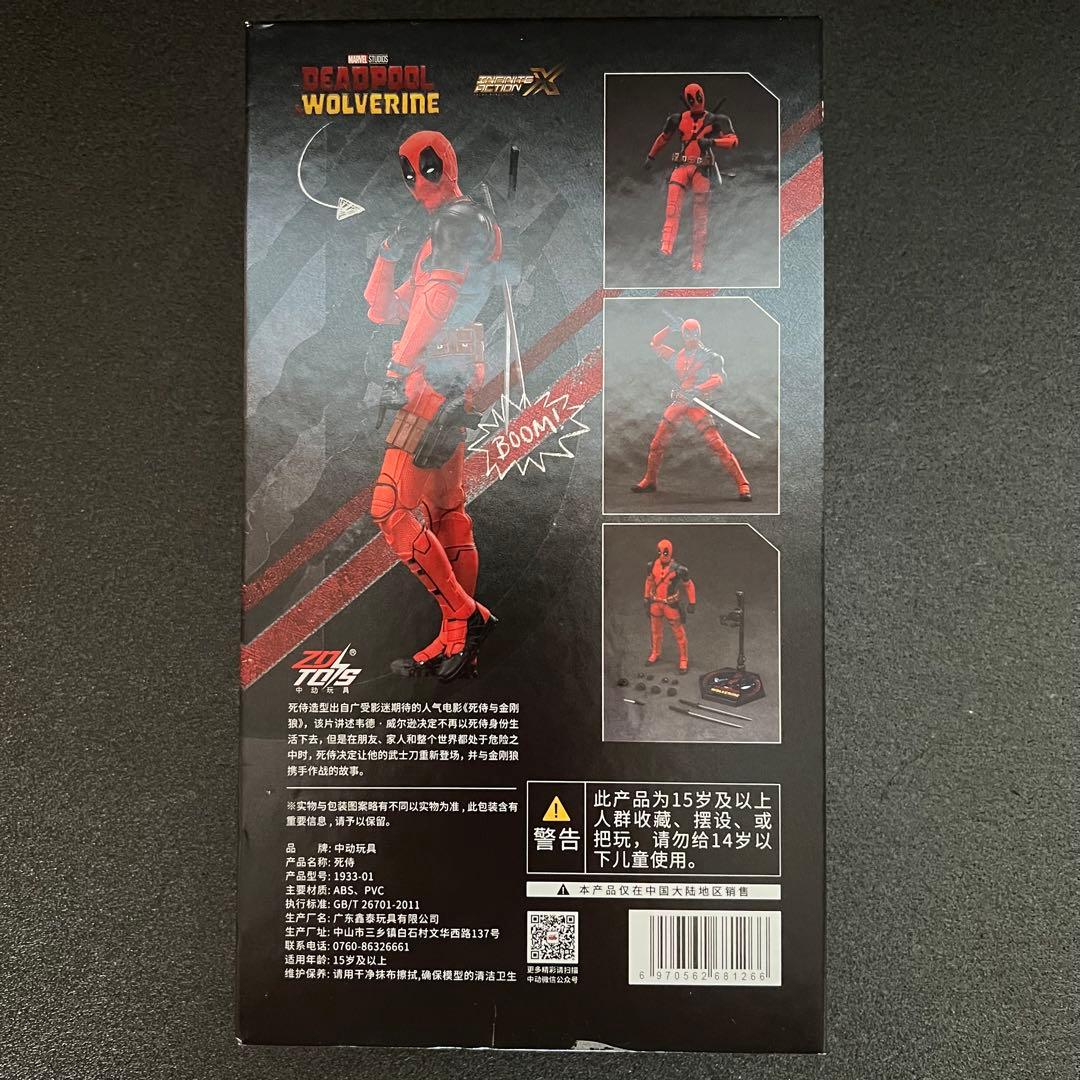 MARVEL STUDIOS
DEADPOOL
WOLVERINE
INFINITE
ACTION X
BOOM!
ZD TOYS®
中动玩具
死侍造型出自广受影迷期待的人气电影《死侍与金刚
狼》，该片讲述韦德·威尔逊决定不再以死侍身份生
活下去，但是在朋友、家人和整个世界都处于危险之
中时，死侍决定让他的武士刀重新登场，并与金刚狼
携手作战的故事。
※实物与包装图案略有不同以实物为准，此包装含有
重要信息，请予以保留。
品 牌: 中动玩具
产品名称: 死侍
产品型号: 1933-01
主要材质: ABS、PVC
执行标准: GB/T 26701-2011
生产厂名: 广东鑫泰玩具有限公司
生产厂址: 中山市三乡镇白石村文华西路137号
联系电话: 0760-86326661
适用年龄: 15岁及以上
维护保养: 请用干净抹布擦拭,确保模型的清洁卫生
警告
此产品为15岁及以上
人群收藏、摆设、或
把玩，请勿给14岁以
下儿童使用。
本产品仅在中国大陆地区销售
更多精彩请扫描
中动微信公众号
6 970562 681266